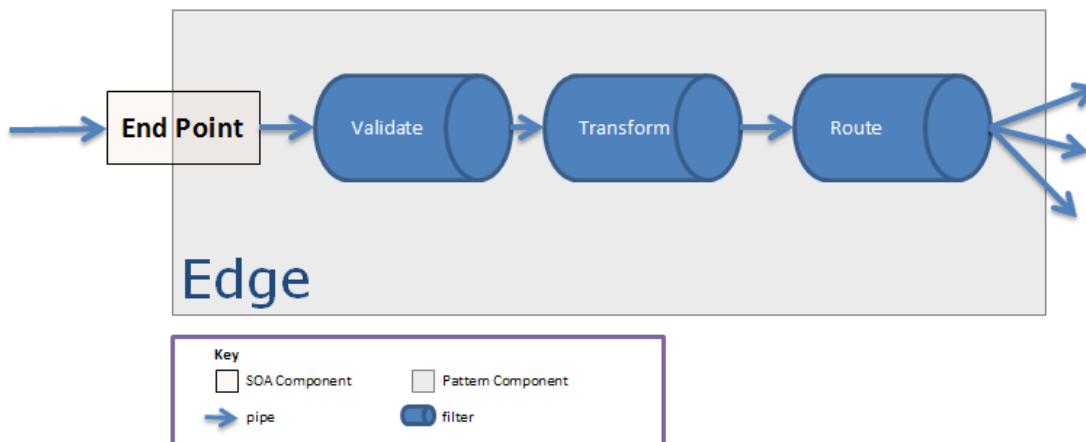 End Point
Validate
Transform
Route
Edge
Key
SOA Component
Pattern Component
pipe
filter